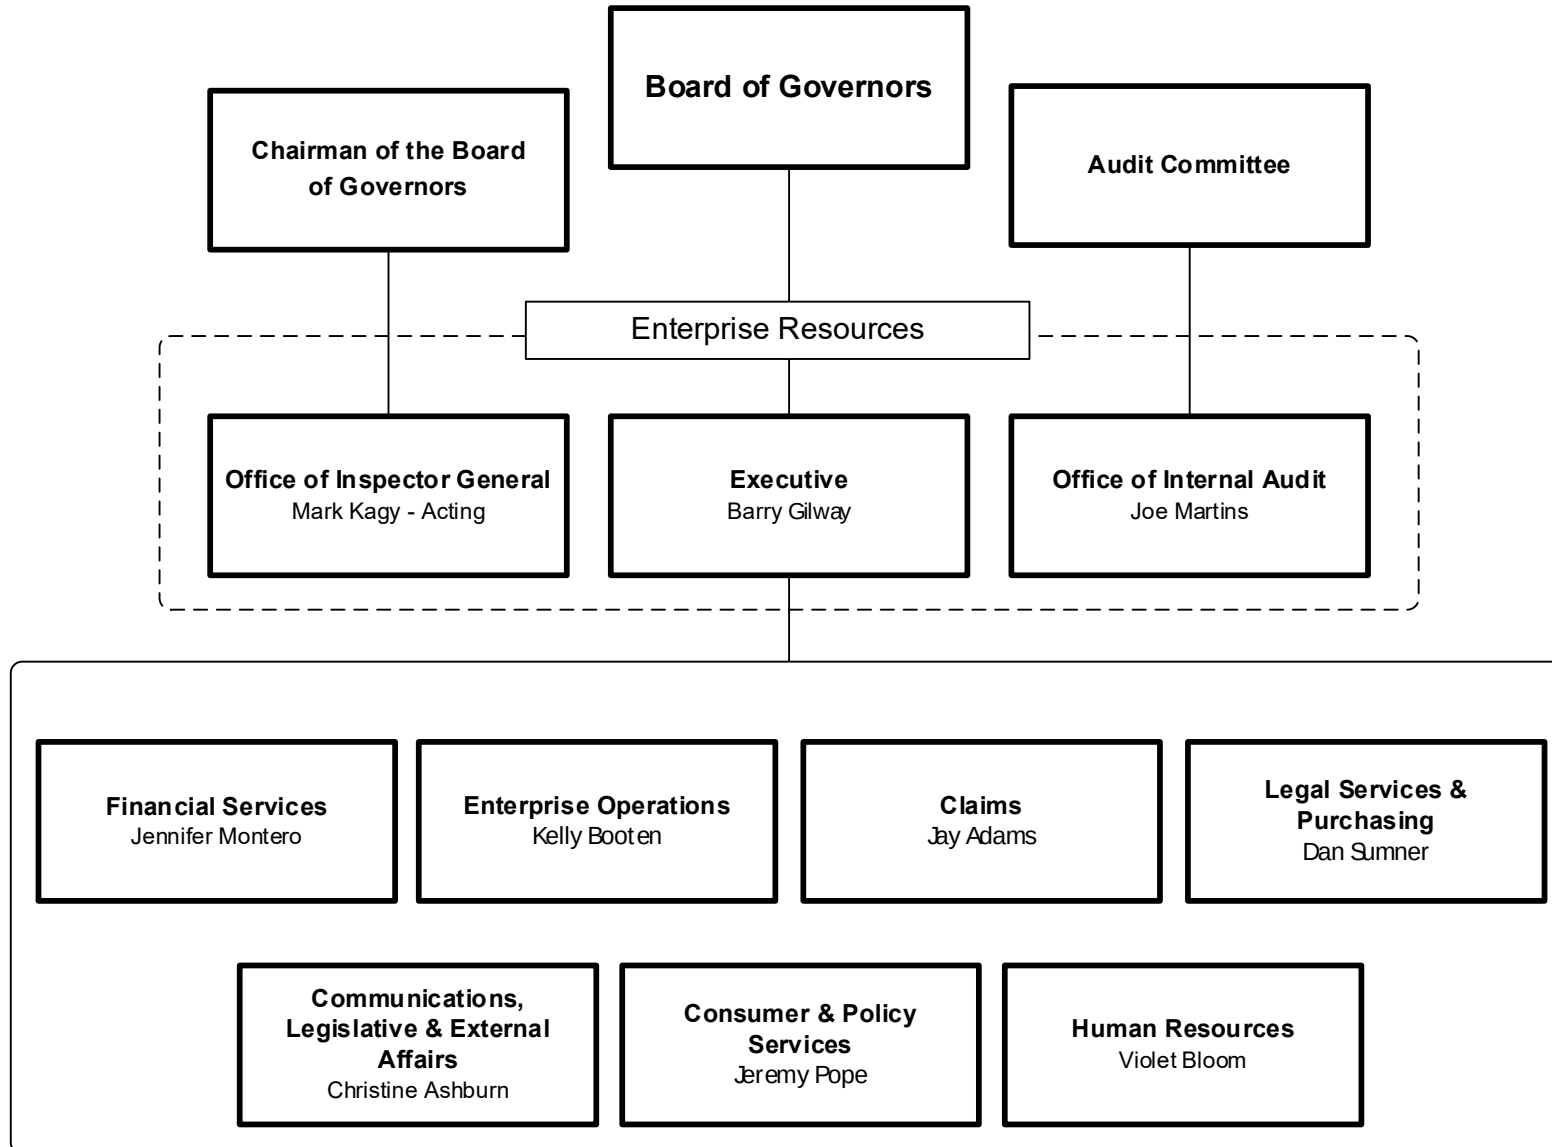 Board of Governors
Chairman of the Board
of Governors
Audit Committee
Enterprise Resources
Office of Inspector General
Mark Kagy - Acting
Executive
Barry Gilway
Office of Internal Audit
Joe Martins
Financial Services
Jennifer Montero
Enterprise Operations
Kelly Booten
Claims
Jay Adams
Legal Services &
Purchasing
Dan Sumner
Communications,
Legislative & External
Affairs
Christine Ashburn
Consumer & Policy
Services
Jeremy Pope
Human Resources
Violet Bloom